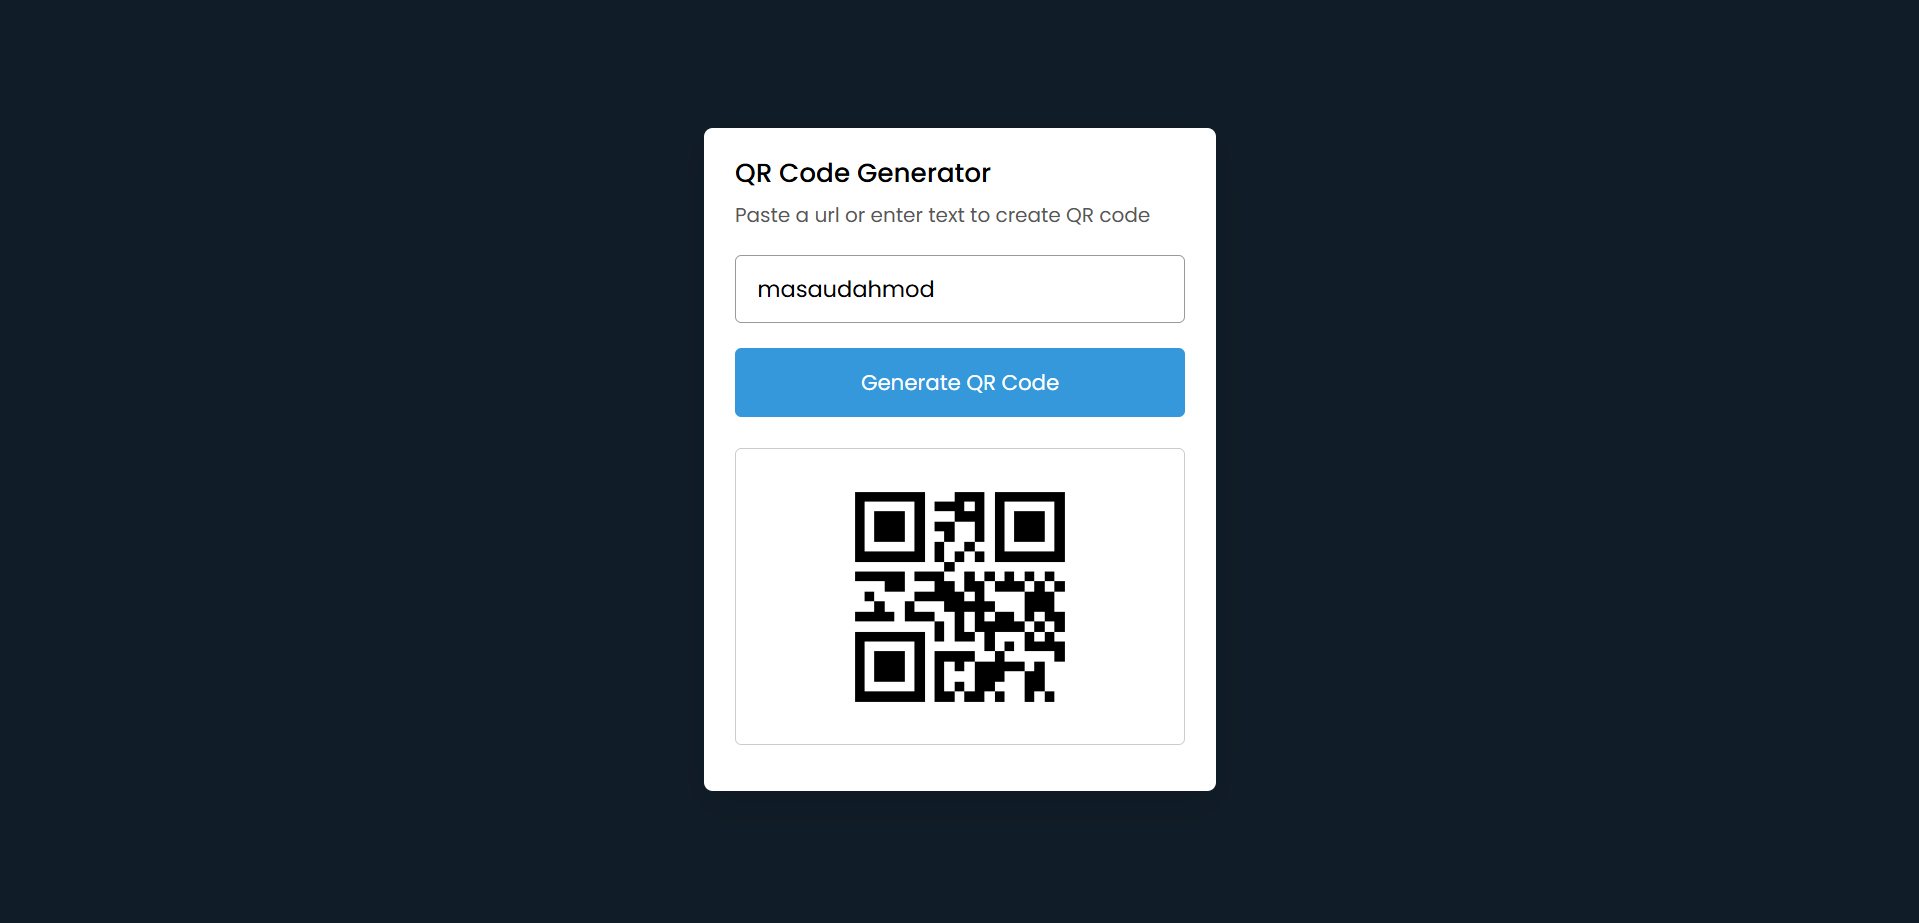 QR Code Generator
Paste a url or enter text to create QR code
masaudahmod
Generate QR Code